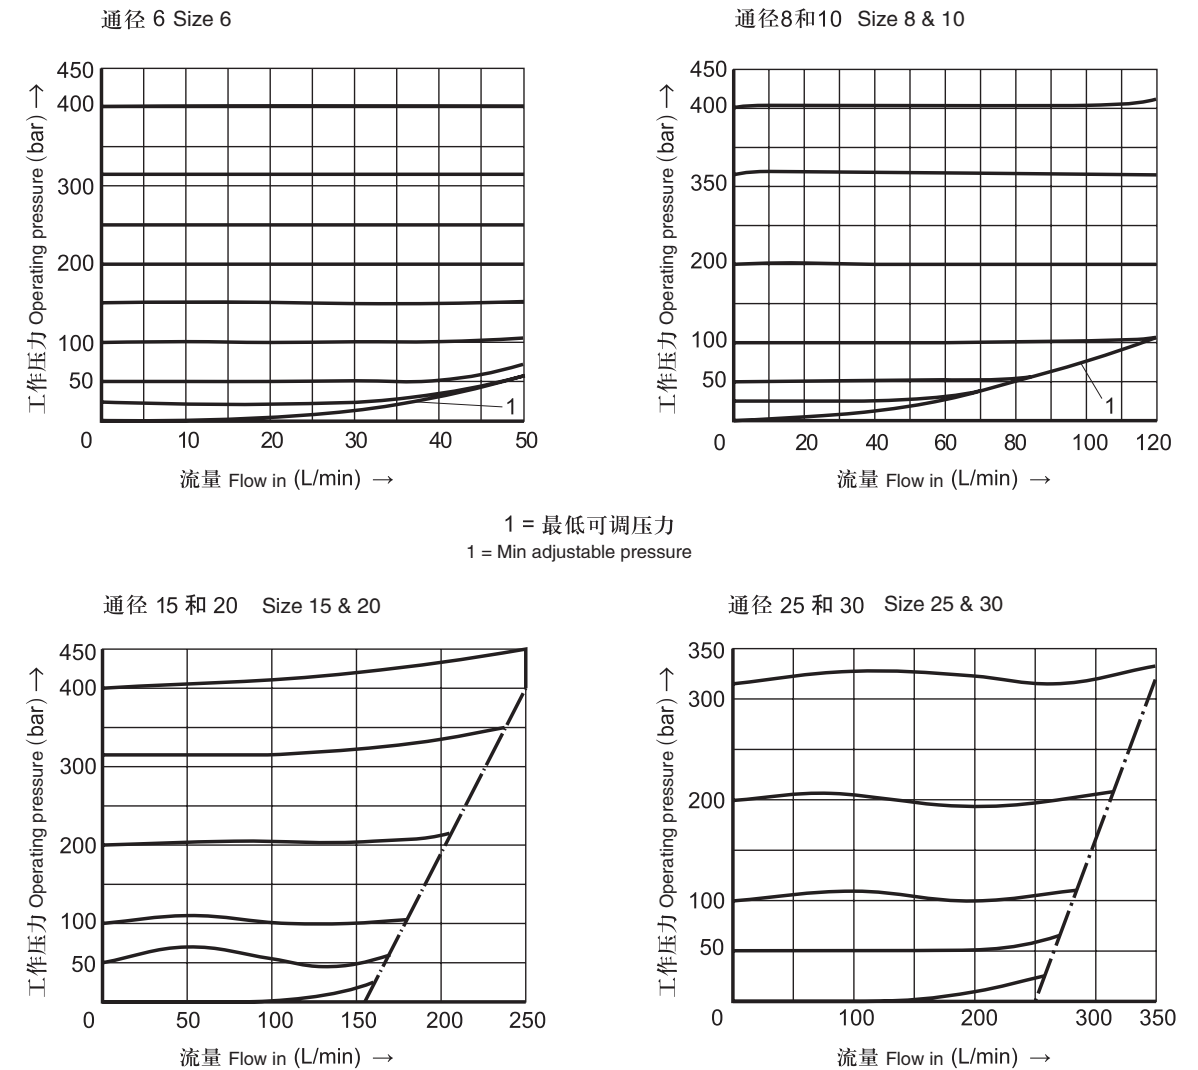 通径 6 Size 6
450
400
300
200
100
50
0 10 20 30 40 50
1
工作压力 Operating pressure (bar) →
流量 Flow in (L/min) →
通径8和10 Size 8 & 10
450
400
350
200
100
50
0 20 40 60 80 100 120
1
工作压力 Operating pressure (bar) →
流量 Flow in (L/min) →
1 = 最低可调压力
1 = Min adjustable pressure
通径 15 和 20 Size 15 & 20
450
400
300
200
100
50
0 50 100 150 200 250
工作压力 Operating pressure (bar) →
流量 Flow in (L/min) →
通径 25 和 30 Size 25 & 30
350
300
200
100
50
0 100 200 300 350
工作压力 Operating pressure (bar) →
流量 Flow in (L/min) →